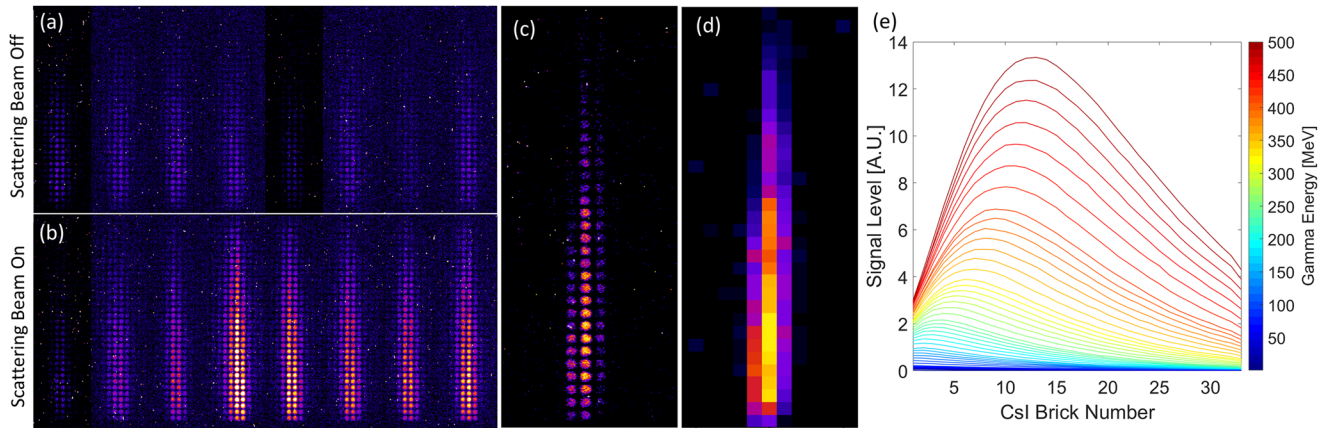 Scattering Beam Off
(a)
Scattering Beam On
(b)
(c)
(d)
(e)
14
12
10
8
6
4
2
0
Signal Level [A.U.]
5
10
15
20
25
30
CsI Brick Number
500
450
400
350
300
250
200
150
100
50
Gamma Energy [MeV]